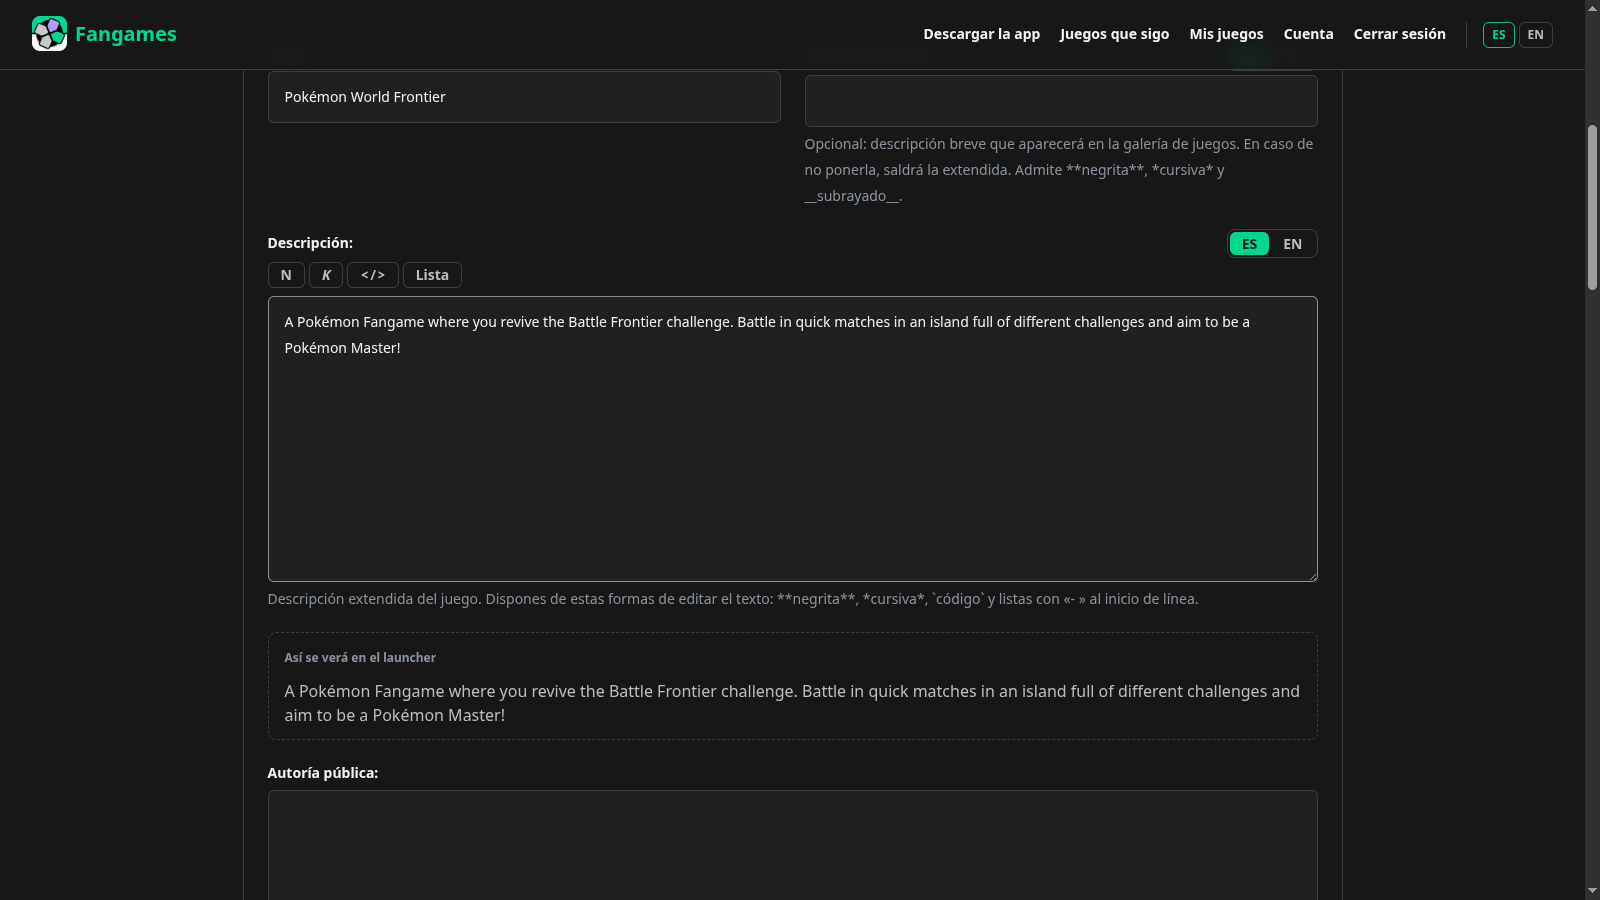 Fangames
Descargar la app
Juegos que sigo
Mis juegos
Cuenta
Cerrar sesión
ES
EN
Pokémon World Frontier
Opcional: descripción breve que aparecerá en la galería de juegos. En caso de
no ponerla, saldrá la extendida. Admite **negrita**, *cursiva* y
__subrayado__.
Descripción:
ES
EN
N
K
</>
Lista
A Pokémon Fangame where you revive the Battle Frontier challenge. Battle in quick matches in an island full of different challenges and aim to be a
Pokémon Master!
Descripción extendida del juego. Dispones de estas formas de editar el texto: **negrita**, *cursiva*, `código` y listas con «- » al inicio de línea.
Así se verá en el launcher
A Pokémon Fangame where you revive the Battle Frontier challenge. Battle in quick matches in an island full of different challenges and
aim to be a Pokémon Master!
Autoría pública: